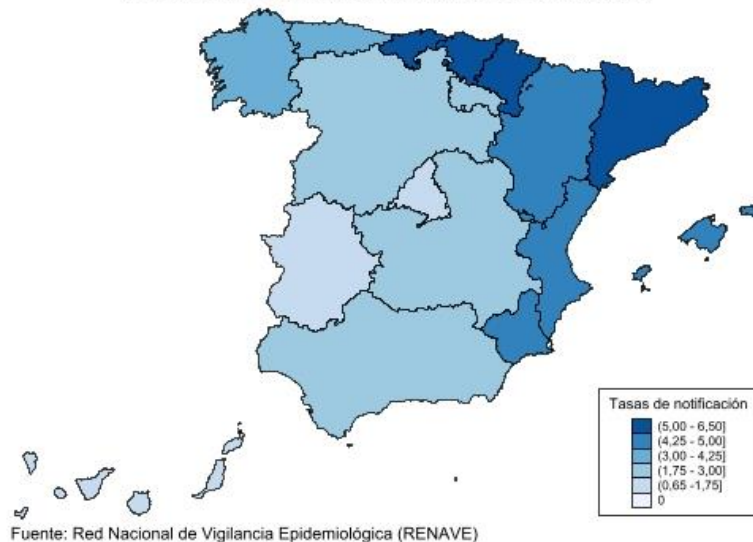 Tasas de notificación
(5,00 - 6,50]
(4,25 - 5,00]
(3,00 - 4,25]
(1,75 - 3,00]
(0,65 -1,75]
0
Fuente: Red Nacional de Vigilancia Epidemiológica (RENAVE)